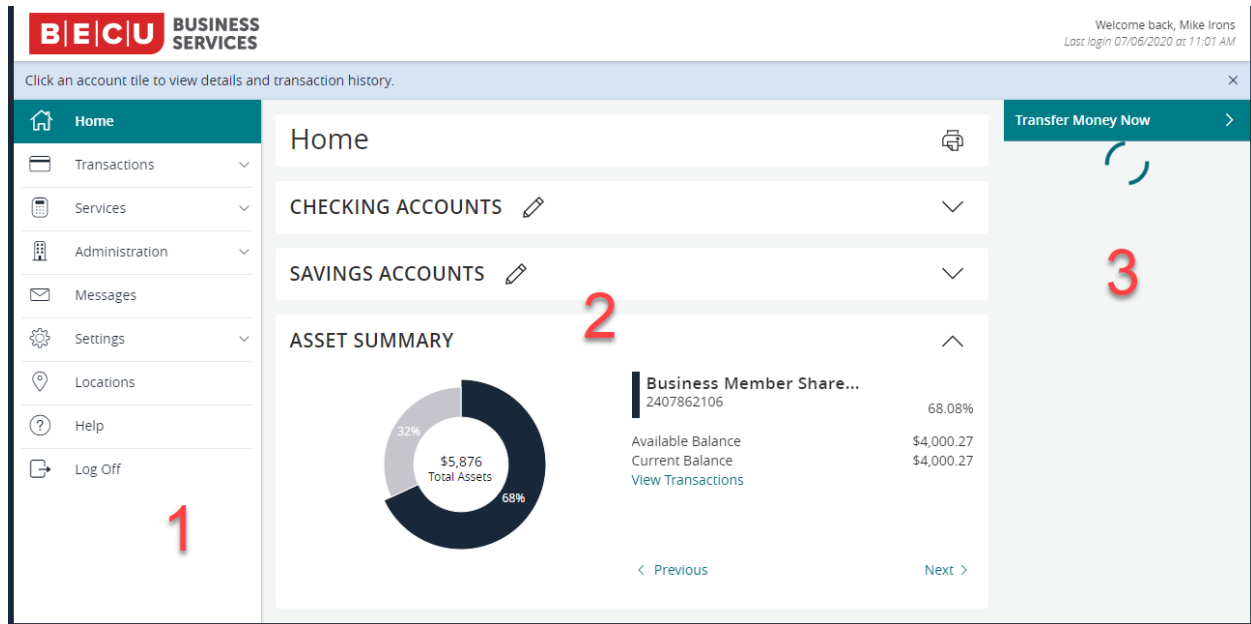 BECU BUSINESS
SERVICES
Welcome back, Mike Irons
Last login 07/06/2020 at 11:01 AM
Click an account tile to view details and transaction history.
Home
Transactions
Services
Administration
Messages
Settings
Locations
Help
Log Off
1
Home
CHECKING ACCOUNTS
SAVINGS ACCOUNTS
2
ASSET SUMMARY
32%
$5,876
Total Assets
68%
Business Member Share...
2407862106
68.08%
Available Balance $4,000.27
Current Balance $4,000.27
View Transactions
< Previous Next >
Transfer Money Now
3